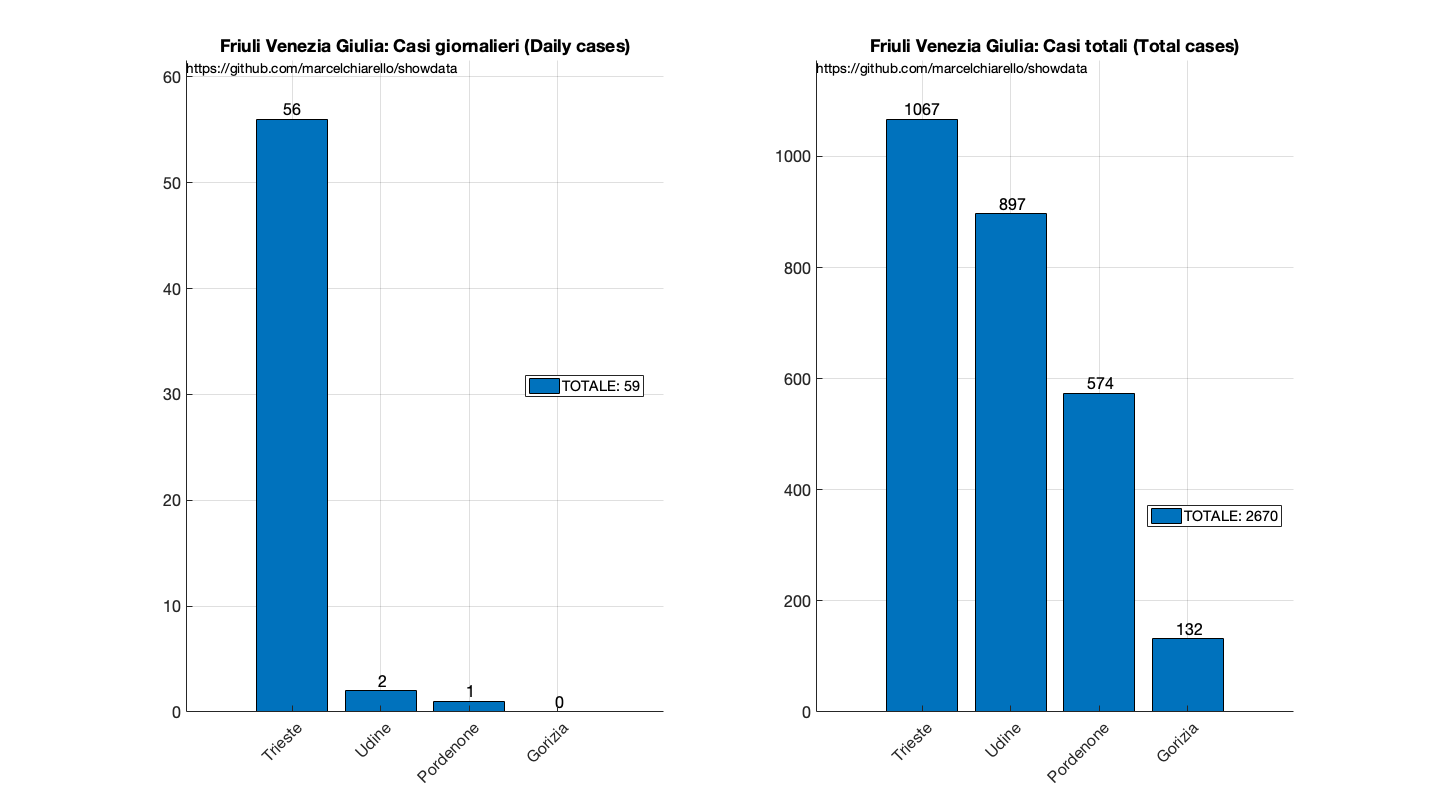 Friuli Venezia Giulia: Casi giornalieri (Daily cases)
https://github.com/marcelchiarello/showdata
60
50
40
30
20
10
0
56
2
1
0
TOTALE: 59
Trieste
Udine
Pordenone
Gorizia
Friuli Venezia Giulia: Casi totali (Total cases)
https://github.com/marcelchiarello/showdata
1000
800
600
400
200
0
1067
897
574
132
TOTALE: 2670
Trieste
Udine
Pordenone
Gorizia